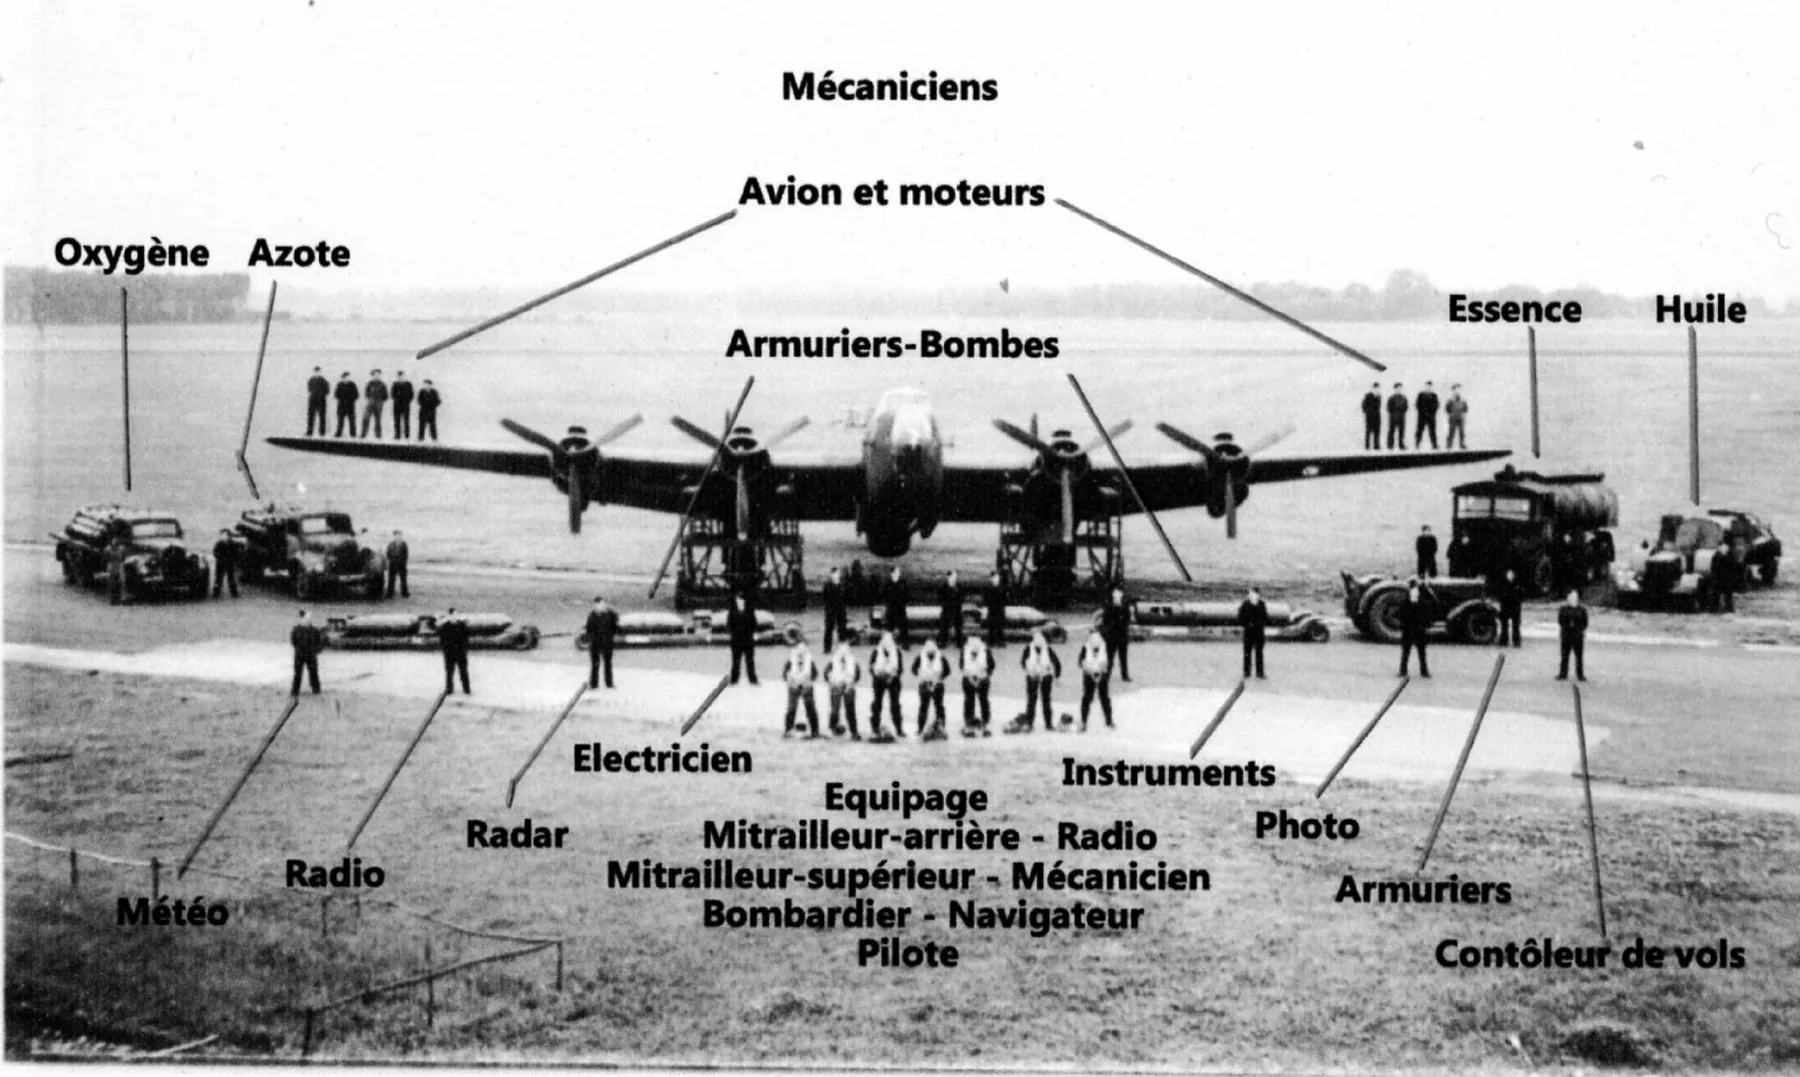 Mécaniciens
Avion et moteurs
Oxygène
Azote
Essence
Huile
Armuriers-Bombes
Electricien
Instruments
Equipage
Mitrailleur-arrière - Radio
Mitrailleur-supérieur - Mécanicien
Bombardier - Navigateur
Pilote
Radar
Photo
Radio
Armuriers
Météo
Contôleur de vols